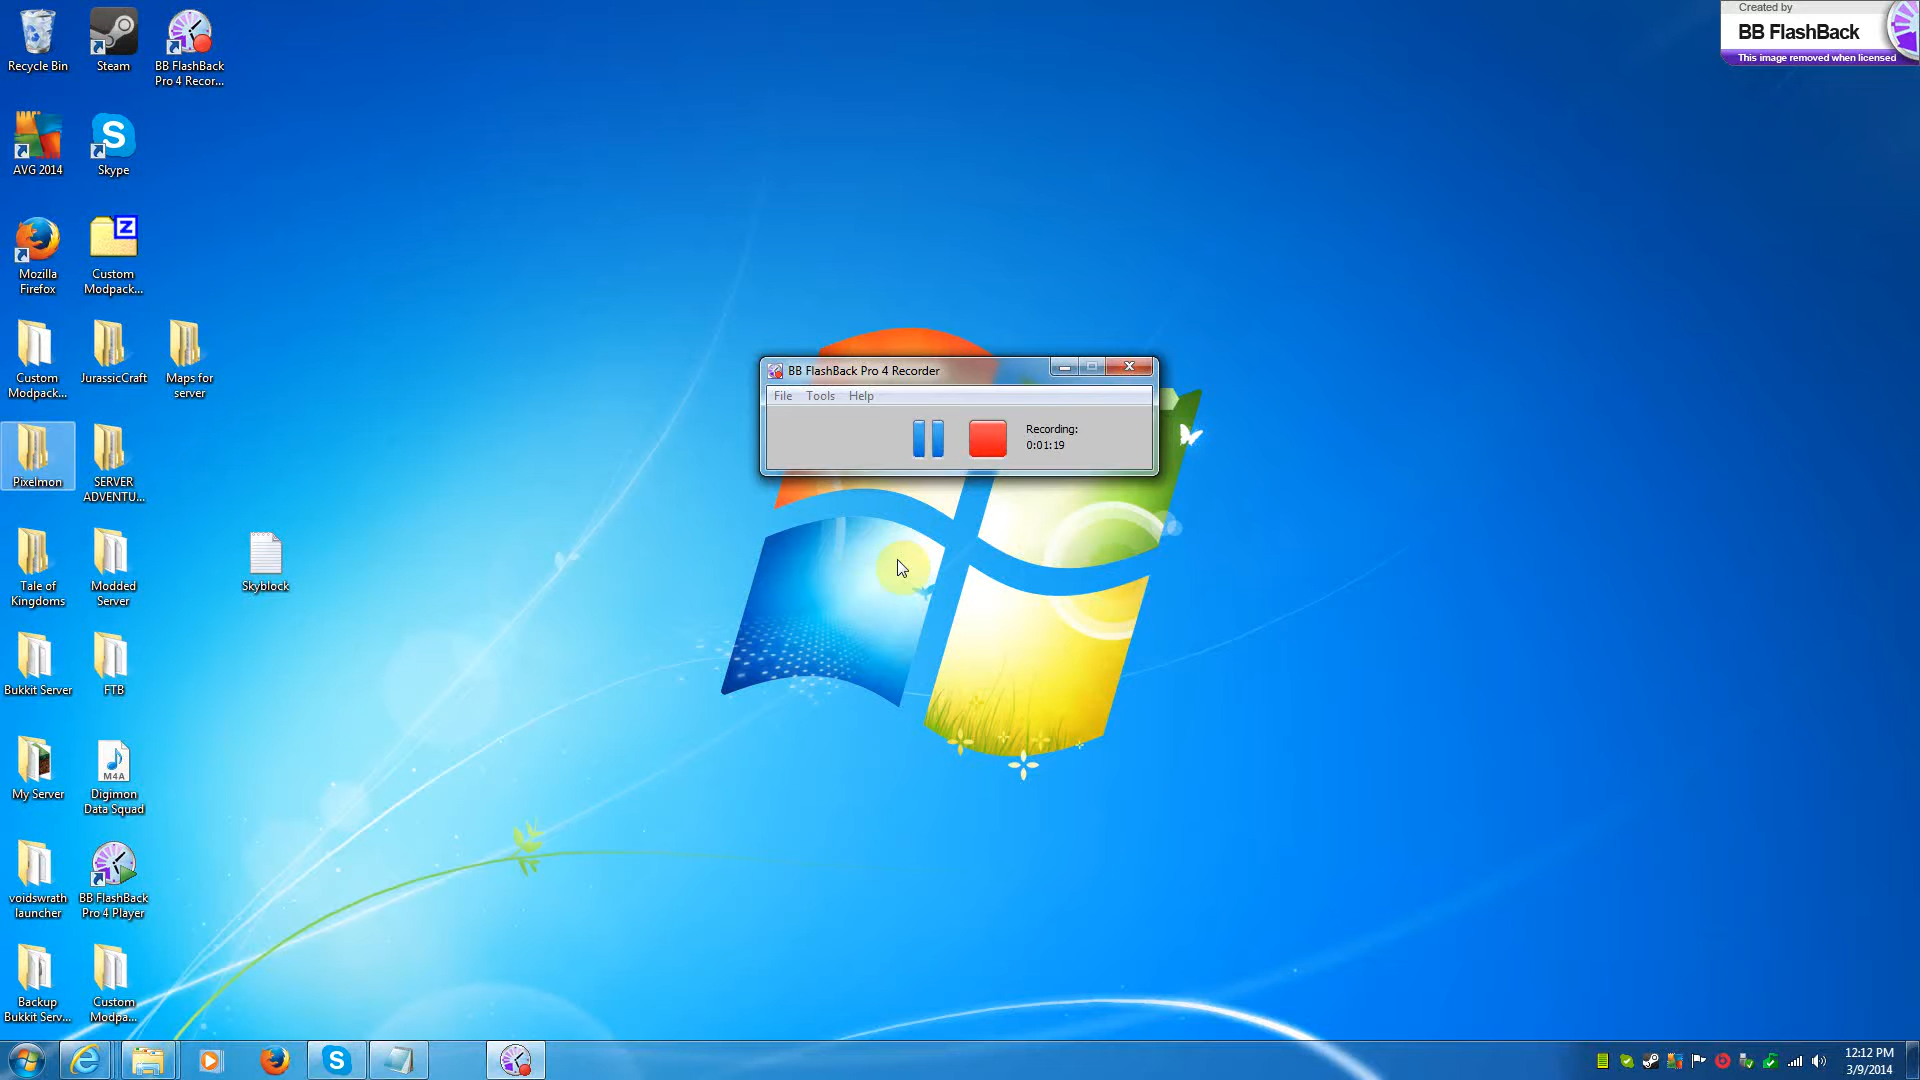 Recycle Bin
Steam
BB FlashBack
Pro 4 Recor...
AVG 2014
Skype
Mozilla
Firefox
Custom
Modpack...
Custom
Modpack...
JurassicCraft
Maps for
server
Pixelmon
SERVER
ADVENTU...
Tale of
Kingdoms
Modded
Server
Skyblock
Bukkit Server
FTB
My Server
M4A
Digimon
Data Squad
voidswrath
launcher
BB FlashBack
Pro 4 Player
Backup
Bukkit Serv...
Custom
Modpa...
Created by
BB FlashBack
This image removed when licensed
BB FlashBack Pro 4 Recorder
File Tools Help
Recording:
0:01:19
12:12 PM
3/9/2014